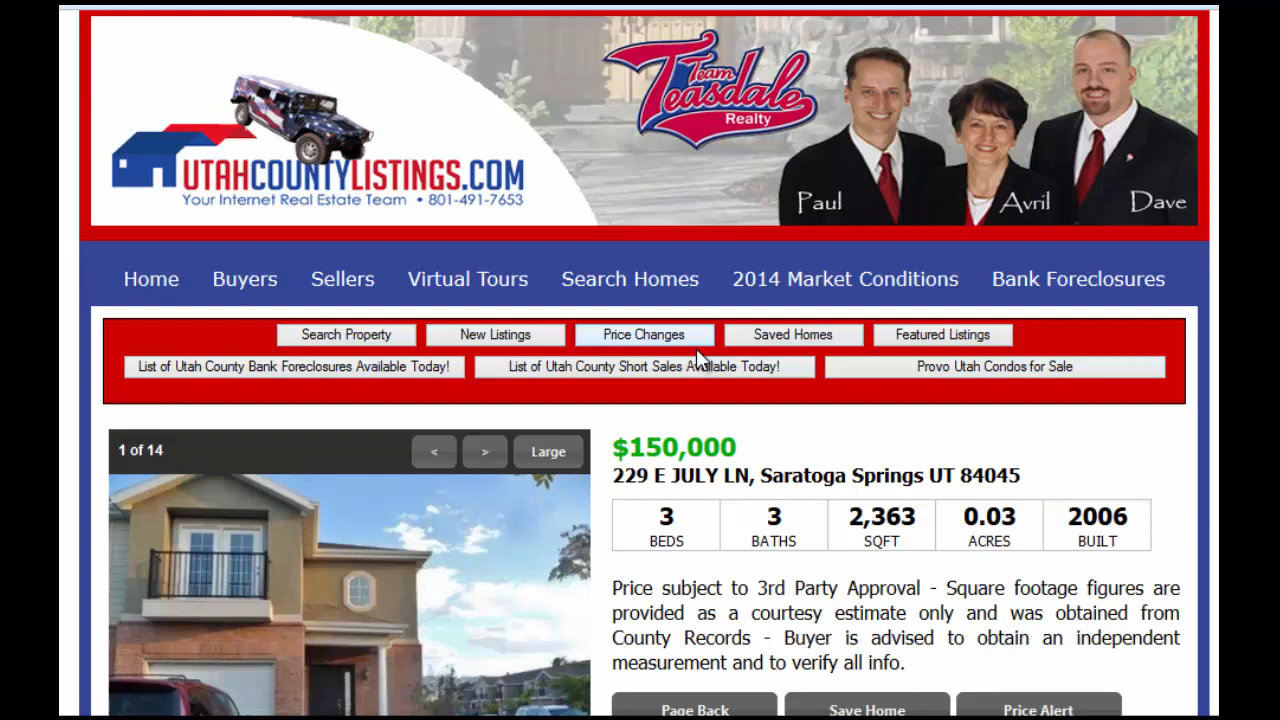 Team
Teasdale
Realty
UTAHCOUNTYLISTINGS.COM
Your Internet Real Estate Team • 801-491-7653
Paul Avril Dave
Home Buyers Sellers Virtual Tours Search Homes 2014 Market Conditions Bank Foreclosures
Search Property New Listings Price Changes Saved Homes Featured Listings
List of Utah County Bank Foreclosures Available Today! List of Utah County Short Sales Available Today! Provo Utah Condos for Sale
1 of 14 < > Large
$150,000
229 E JULY LN, Saratoga Springs UT 84045
3 3 2,363 0.03 2006
BEDS BATHS SQFT ACRES BUILT
Price subject to 3rd Party Approval - Square footage figures are
provided as a courtesy estimate only and was obtained from
County Records - Buyer is advised to obtain an independent
measurement and to verify all info.
Page Back Save Home Price Alert